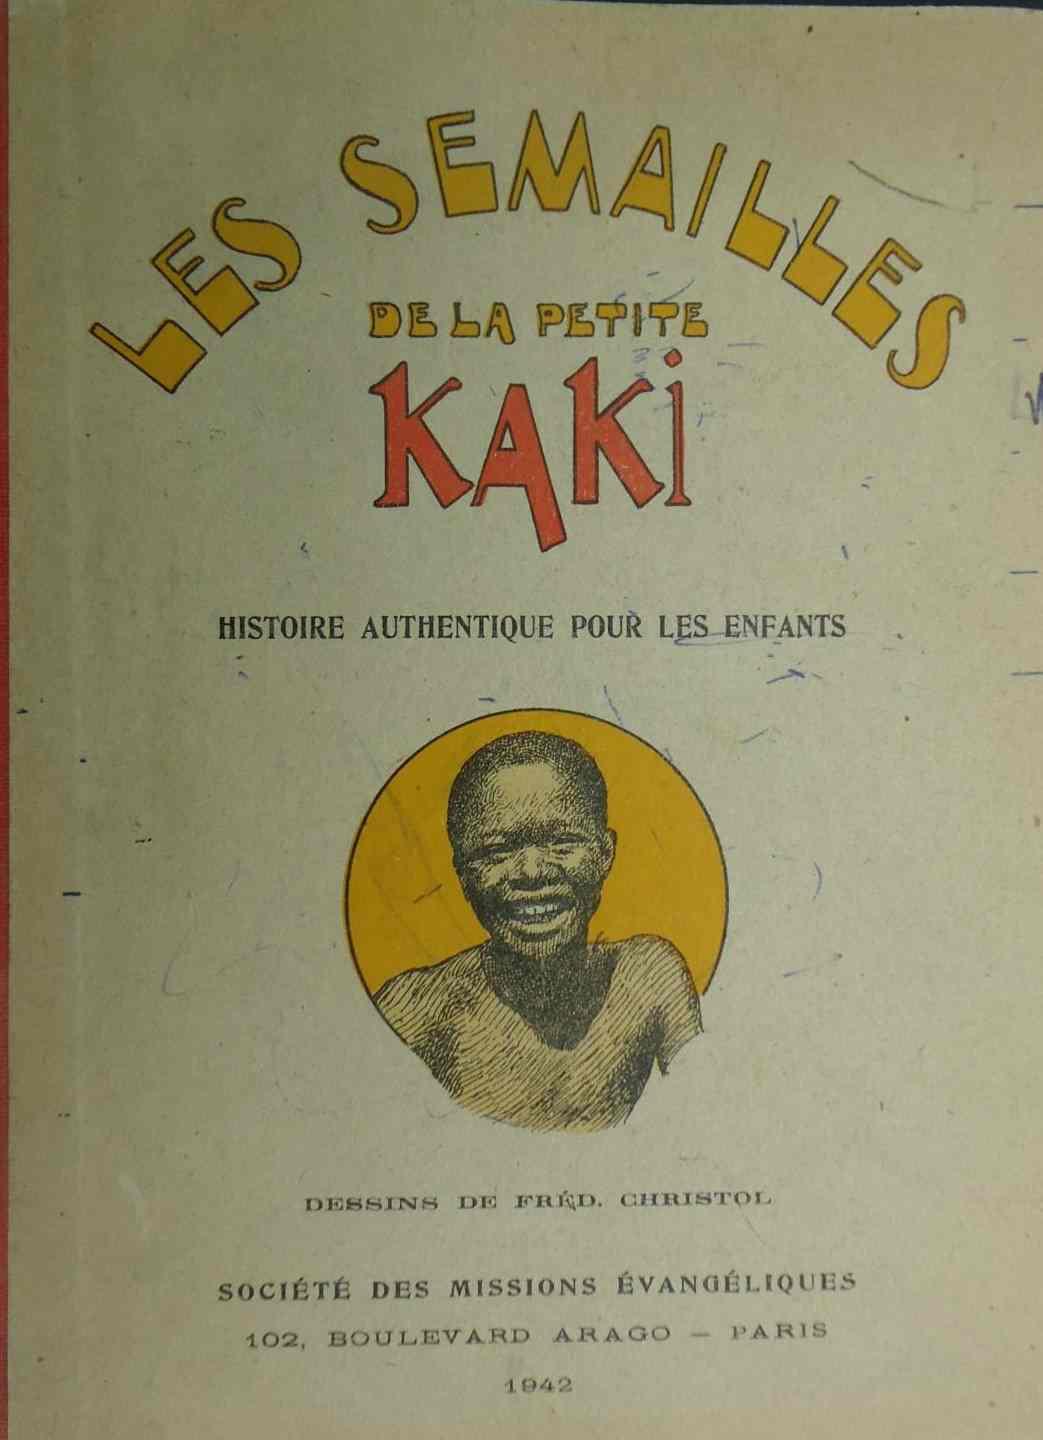 LES SEMAILLES
DE LA PETITE
KAKi
HISTOIRE AUTHENTIQUE POUR LES ENFANTS
DESSINS DE FRÉD. CHRISTOL
SOCIÉTÉ DES MISSIONS ÉVANGÉLIQUES
102, BOULEVARD ARAGO — PARIS
1942